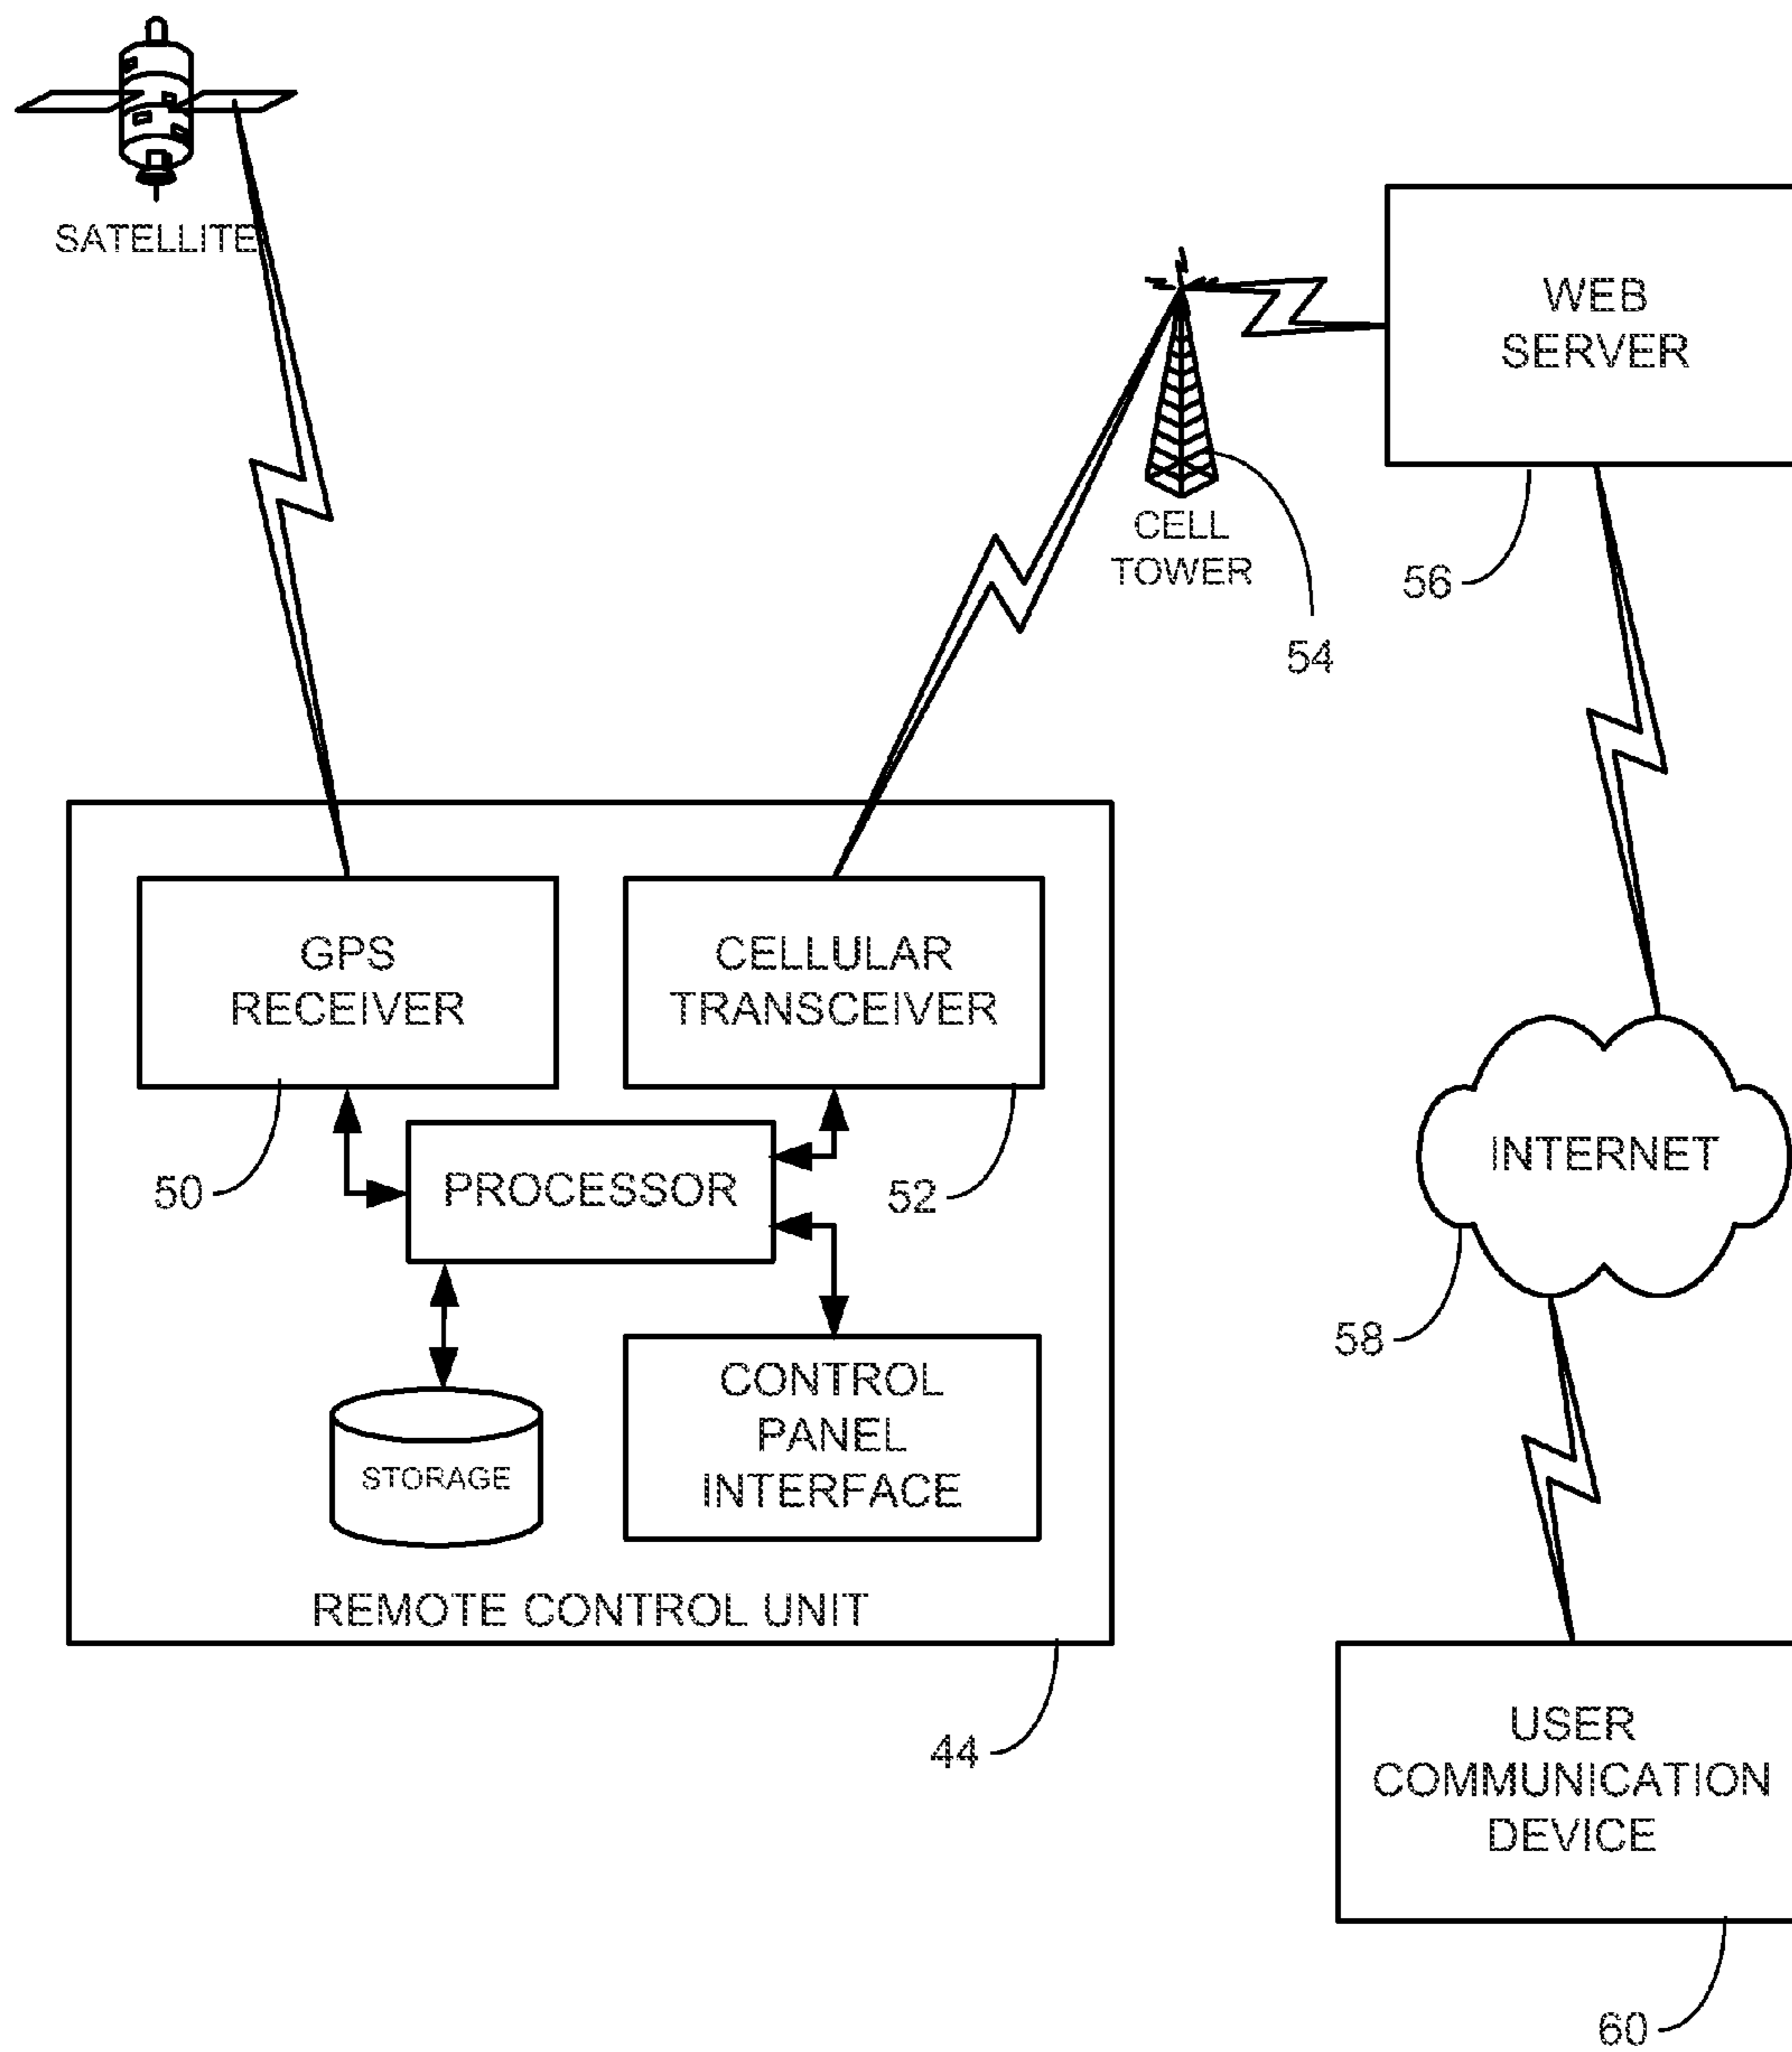 SATELLITE
WEB
SERVER
CELL
TOWER
56
54
GPS
RECEIVER
CELLULAR
TRANSCEIVER
50
PROCESSOR
52
INTERNET
58
STORAGE
CONTROL
PANEL
INTERFACE
REMOTE CONTROL UNIT
44
USER
COMMUNICATION
DEVICE
60